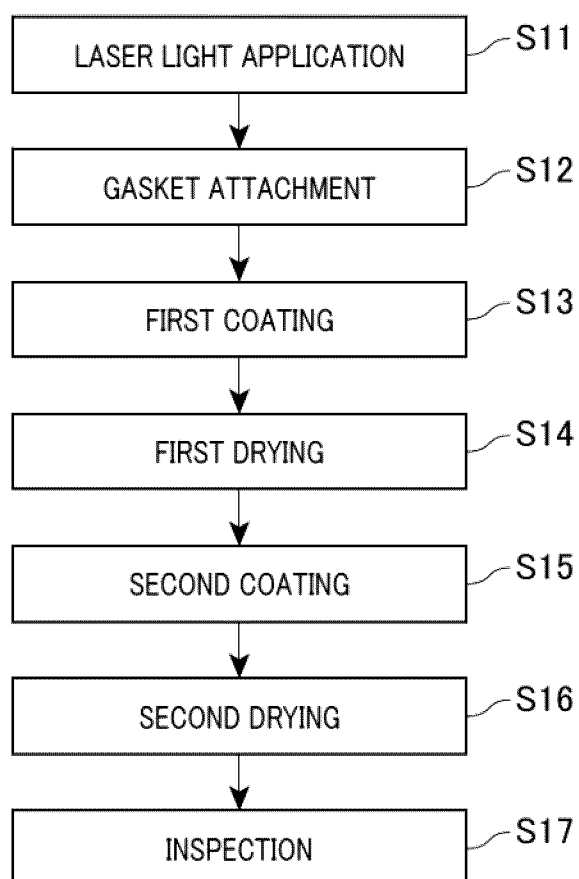 LASER LIGHT APPLICATION S11
GASKET ATTACHMENT S12
FIRST COATING S13
FIRST DRYING S14
SECOND COATING S15
SECOND DRYING S16
INSPECTION S17